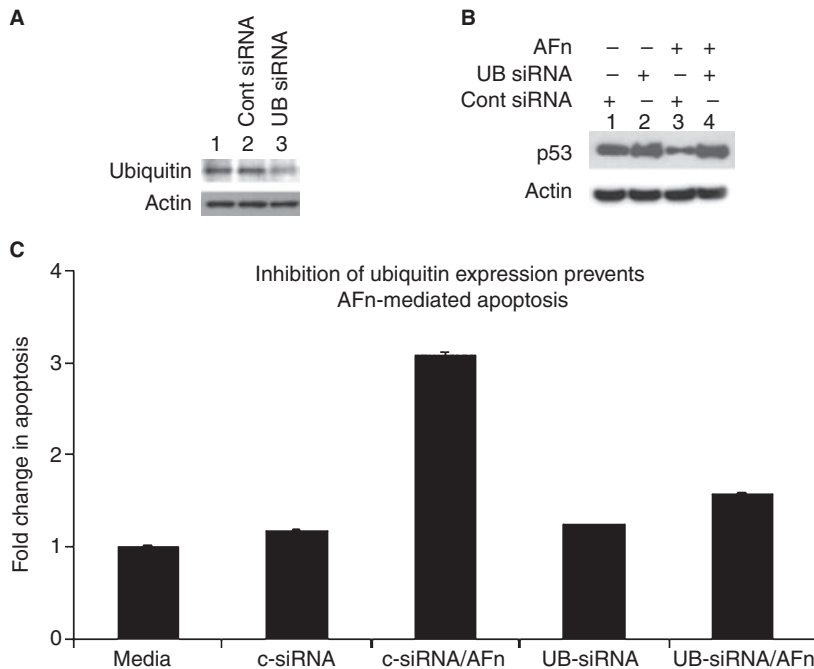 A
Cont siRNA
UB siRNA
1 2 3
Ubiquitin
Actin
B
AFn – – + +
UB siRNA – + – +
Cont siRNA + – + –
1 2 3 4
p53
Actin
C
Inhibition of ubiquitin expression prevents
AFn-mediated apoptosis
Fold change in apoptosis
4
3
2
1
0
Media c-siRNA c-siRNA/AFn UB-siRNA UB-siRNA/AFn